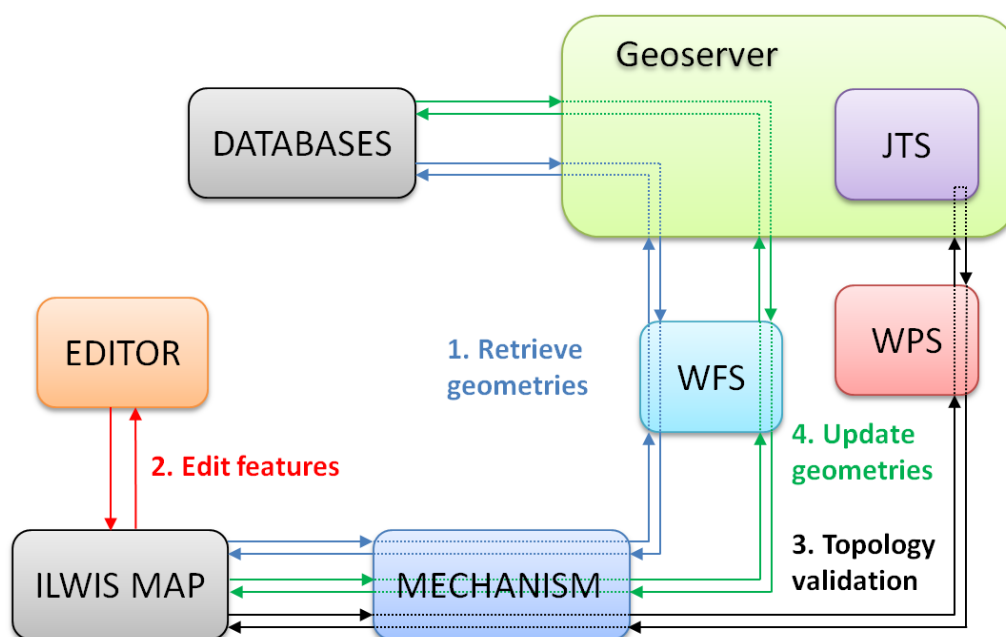 Geoserver
DATABASES
JTS
EDITOR
1. Retrieve
geometries
WFS
WPS
2. Edit features
4. Update
geometries
3. Topology
validation
ILWIS MAP
MECHANISM